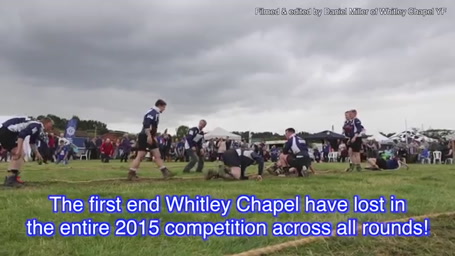 Filmed & edited by Daniel Miller of Whitley Chapel YF
The first end Whitley Chapel have lost in
the entire 2015 competition across all rounds!